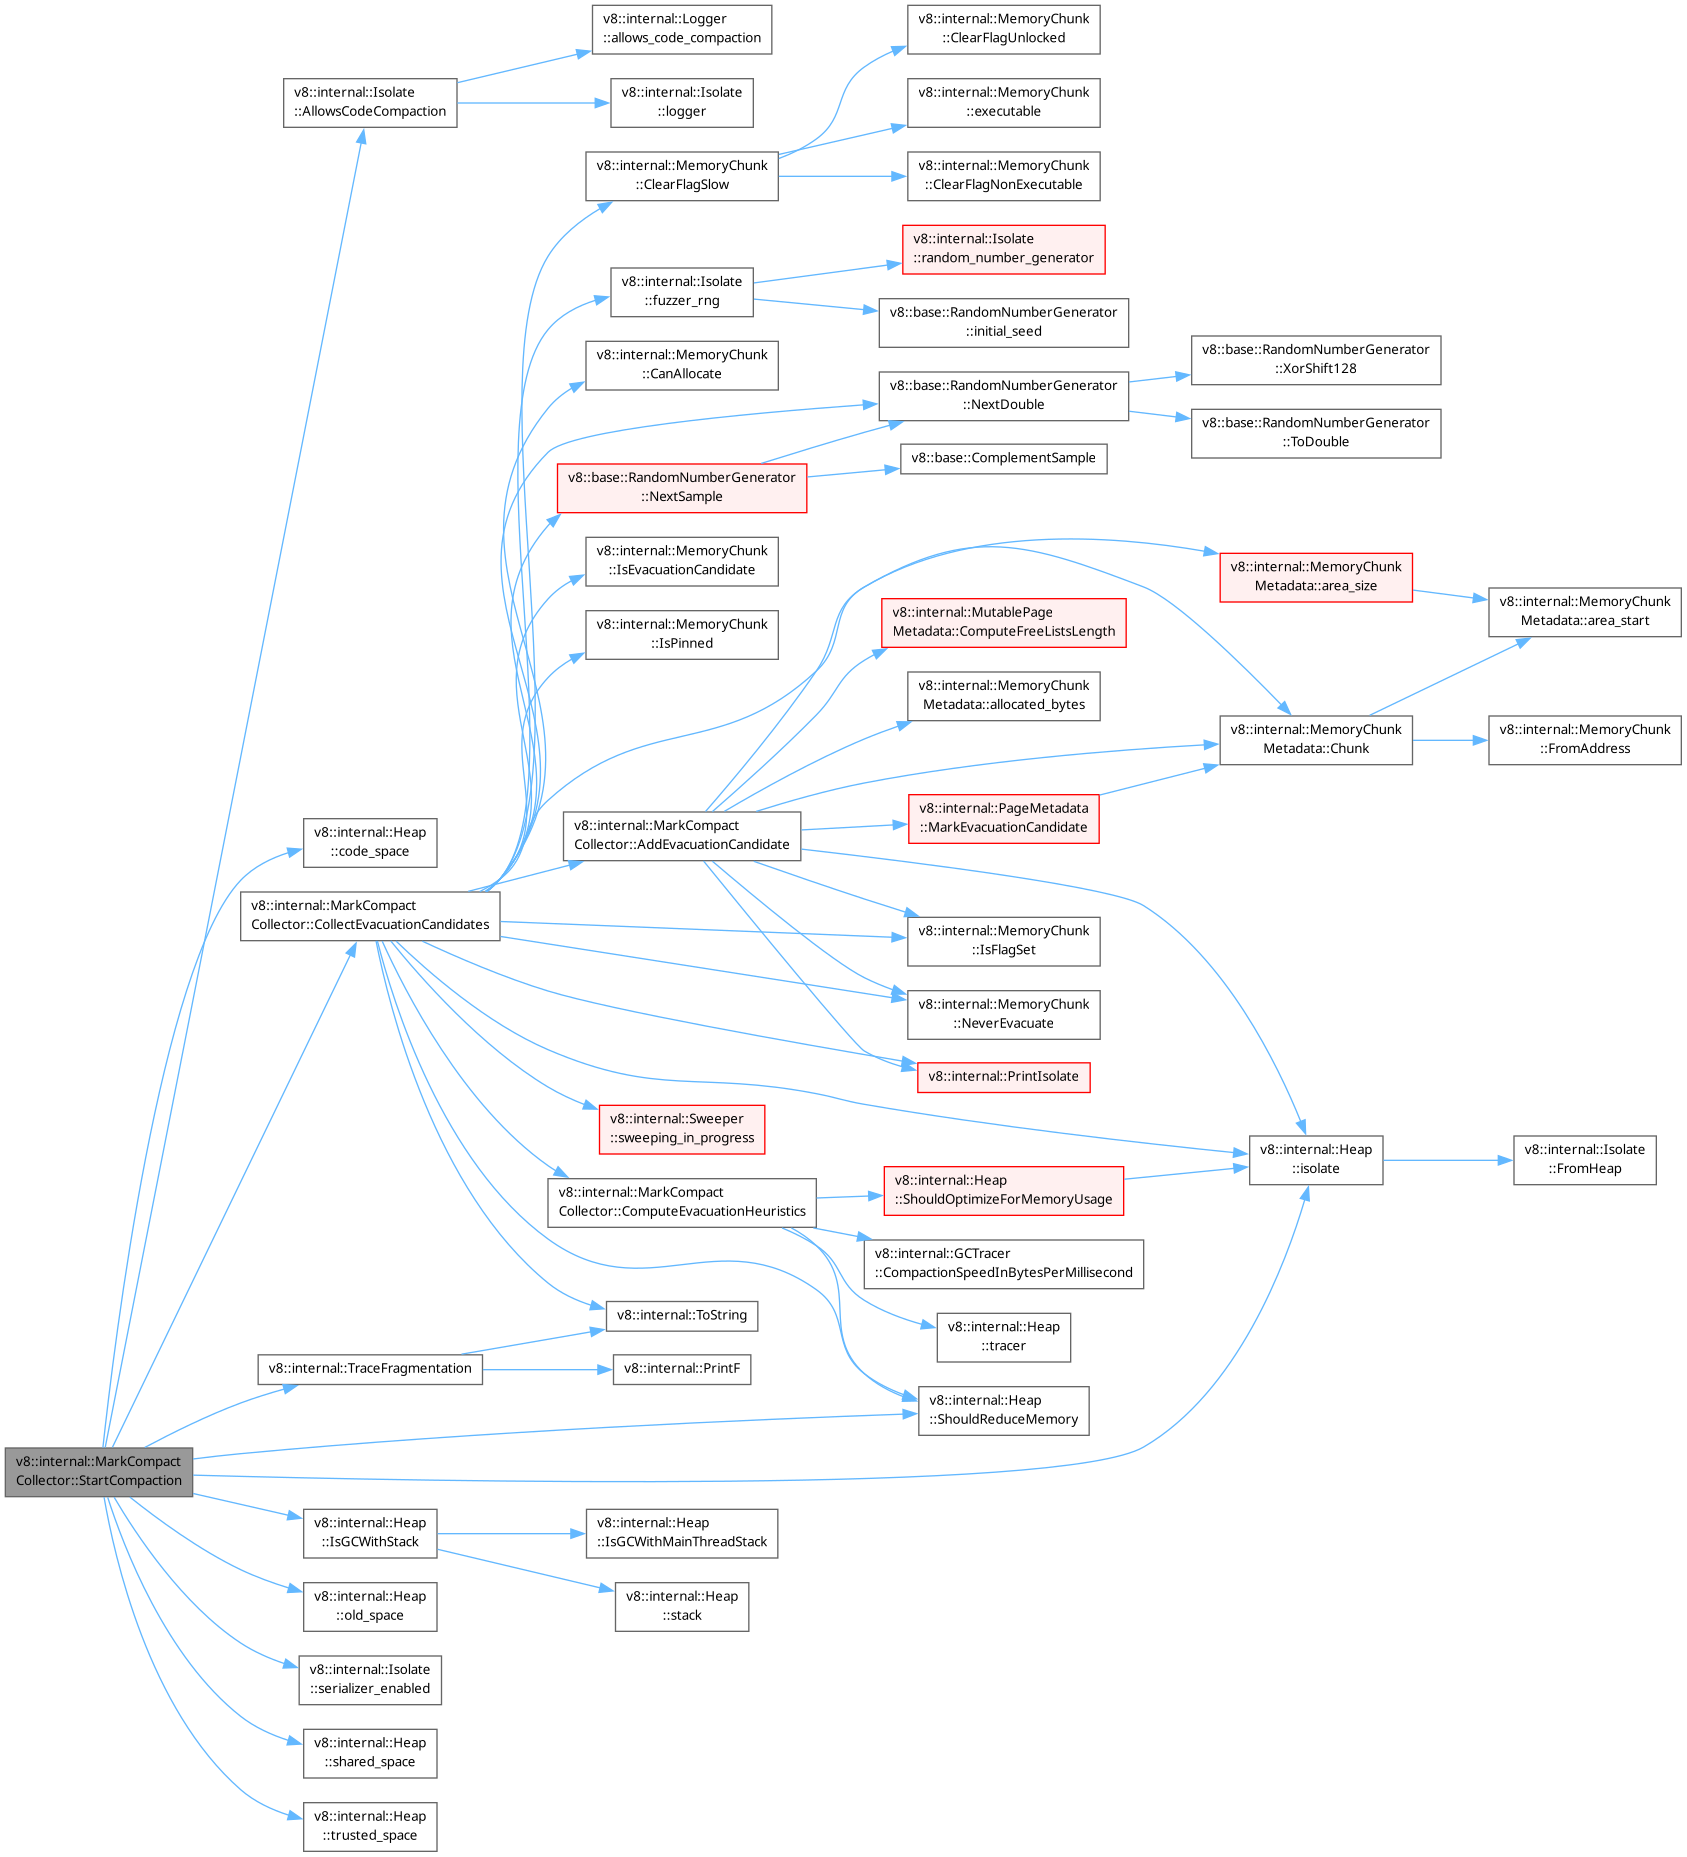 v8::internal::Logger
::allows_code_compaction
v8::internal::MemoryChunk
::ClearFlagUnlocked
v8::internal::Isolate
::AllowsCodeCompaction
v8::internal::Isolate
::logger
v8::internal::MemoryChunk
::executable
v8::internal::MemoryChunk
::ClearFlagSlow
v8::internal::MemoryChunk
::ClearFlagNonExecutable
v8::internal::Isolate
::random_number_generator
v8::internal::Isolate
::fuzzer_rng
v8::base::RandomNumberGenerator
::initial_seed
v8::internal::MemoryChunk
::CanAllocate
v8::base::RandomNumberGenerator
::NextDouble
v8::base::RandomNumberGenerator
::XorShift128
v8::base::RandomNumberGenerator
::ToDouble
v8::base::ComplementSample
v8::base::RandomNumberGenerator
::NextSample
v8::internal::MemoryChunk
::IsEvacuationCandidate
v8::internal::MemoryChunk
Metadata::area_size
v8::internal::MemoryChunk
Metadata::area_start
v8::internal::MemoryChunk
::IsPinned
v8::internal::MutablePage
Metadata::ComputeFreeListsLength
v8::internal::MemoryChunk
Metadata::allocated_bytes
v8::internal::MemoryChunk
Metadata::Chunk
v8::internal::MemoryChunk
::FromAddress
v8::internal::Heap
::code_space
v8::internal::MarkCompact
Collector::AddEvacuationCandidate
v8::internal::PageMetadata
::MarkEvacuationCandidate
v8::internal::MarkCompact
Collector::CollectEvacuationCandidates
v8::internal::MemoryChunk
::IsFlagSet
v8::internal::MemoryChunk
::NeverEvacuate
v8::internal::PrintIsolate
v8::internal::Sweeper
::sweeping_in_progress
v8::internal::Heap
::isolate
v8::internal::Isolate
::FromHeap
v8::internal::MarkCompact
Collector::ComputeEvacuationHeuristics
v8::internal::Heap
::ShouldOptimizeForMemoryUsage
v8::internal::GCTracer
::CompactionSpeedInBytesPerMillisecond
v8::internal::ToString
v8::internal::Heap
::tracer
v8::internal::TraceFragmentation
v8::internal::PrintF
v8::internal::Heap
::ShouldReduceMemory
v8::internal::MarkCompact
Collector::StartCompaction
v8::internal::Heap
::IsGCWithStack
v8::internal::Heap
::IsGCWithMainThreadStack
v8::internal::Heap
::old_space
v8::internal::Heap
::stack
v8::internal::Isolate
::serializer_enabled
v8::internal::Heap
::shared_space
v8::internal::Heap
::trusted_space